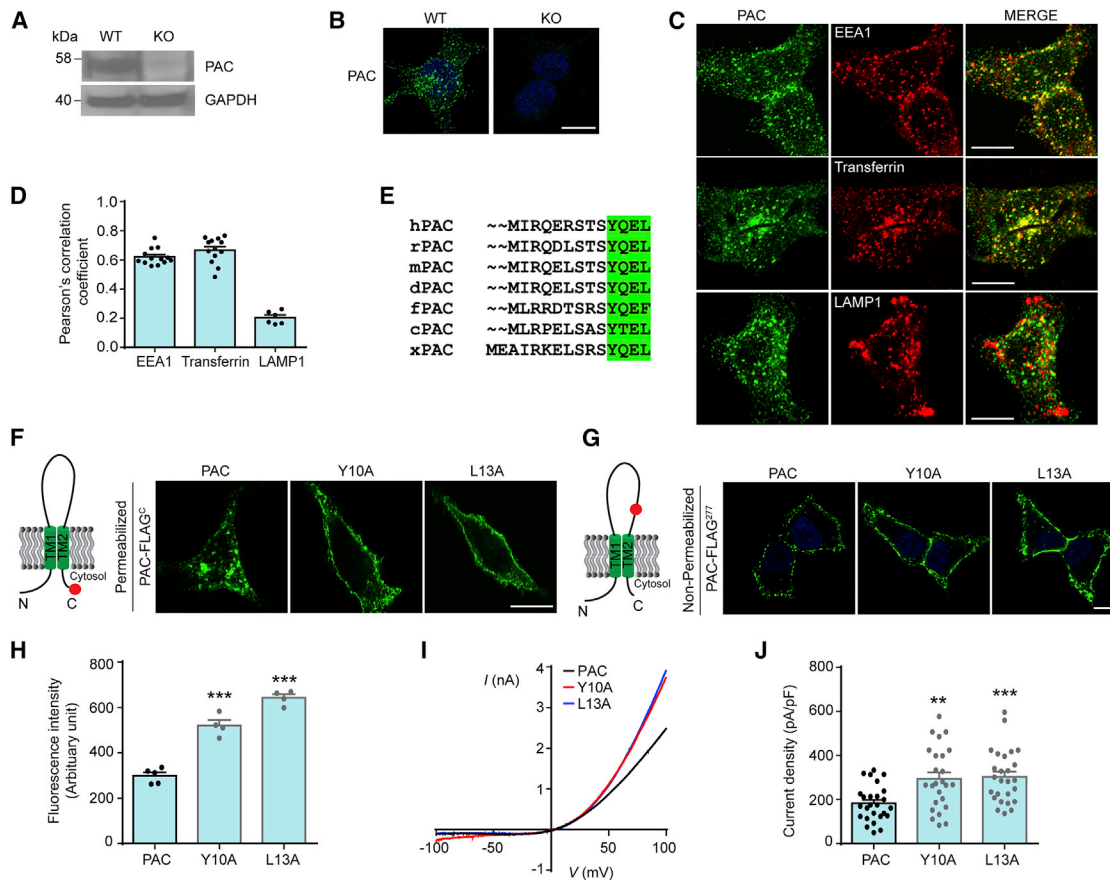 A
kDa WT KO
58
PAC
40
GAPDH
B
WT KO
PAC
C
PAC MERGE
EEA1
Transferrin
LAMP1
D
Pearson's correlation
coefficient
1.0
0.8
0.6
0.4
0.2
0.0
EEA1 Transferrin LAMP1
E
hPAC ~~MIRQERSTSYQEL
rPAC ~~MIRQDLSTSYQEL
mPAC ~~MIRQELSTSYQEL
dPAC ~~MIRQELSTSYQEL
fPAC ~~MLRRDTSRSYQEF
cPAC ~~MLRPELSASYTEL
xPAC MEAIRKELSRSYQEL
F
TM1
TM2
Cytosol
N C
Permeabilized
PAC-FLAGᶜ
PAC Y10A L13A
G
TM1
TM2
Cytosol
N C
Non-Permeabilized
PAC-FLAG²⁷⁷
PAC Y10A L13A
H
Fluorescence intensity
(Arbituary unit)
800
600
400
200
0
*** ***
PAC Y10A L13A
I
I (nA)
PAC
Y10A
L13A
4
3
2
1
-100 -50 0 50 100
-1
V (mV)
J
Current density (pA/pF)
800
600
400
200
0
** ***
PAC Y10A L13A